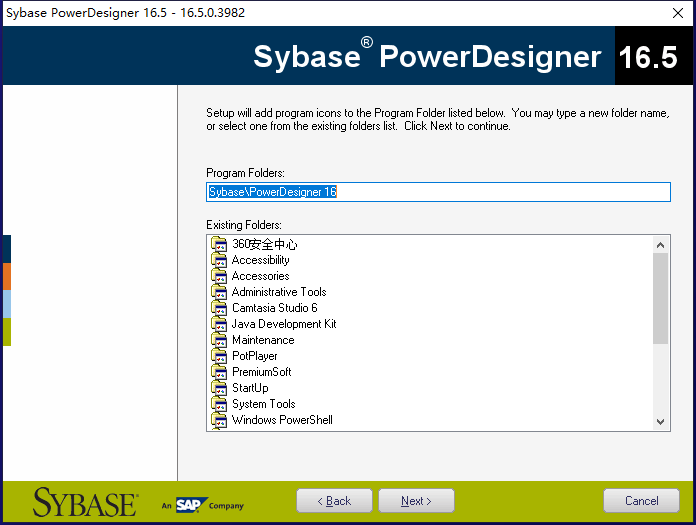 Sybase PowerDesigner 16.5 - 16.5.0.3982
Sybase® PowerDesigner 16.5
Setup will add program icons to the Program Folder listed below. You may type a new folder name,
or select one from the existing folders list. Click Next to continue.
Program Folders:
Sybase\PowerDesigner 16
Existing Folders:
360安全中心
Accessibility
Accessories
Administrative Tools
Camtasia Studio 6
Java Development Kit
Maintenance
PotPlayer
PremiumSoft
StartUp
System Tools
Windows PowerShell
SYBASE® An SAP Company
< Back
Next >
Cancel